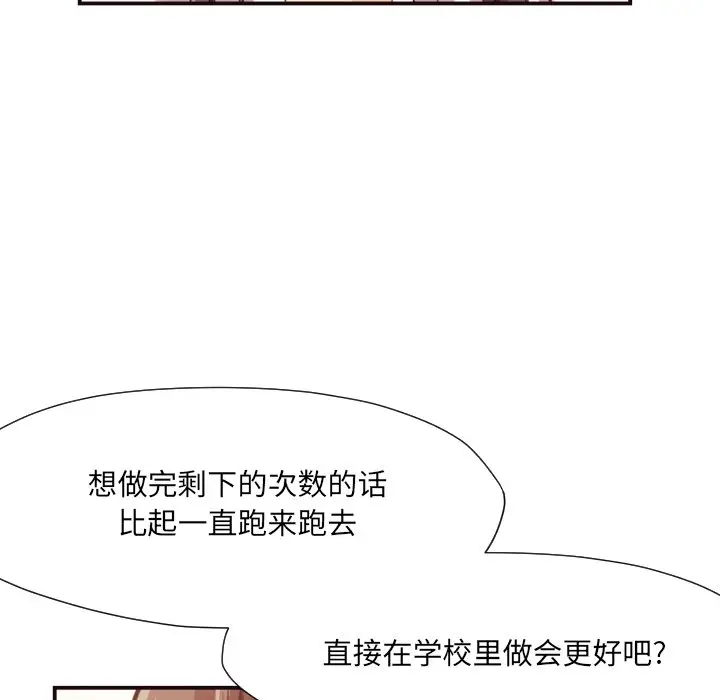 想做完剩下的次数的话
比起一直跑来跑去
直接在学校里做会更好吧?